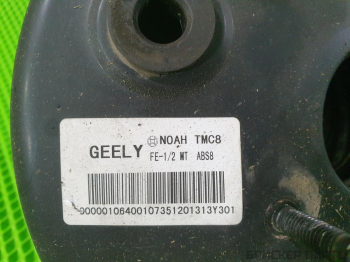 GEELY NOAH TMC8
FE-1/2 MT ABS8
00000106400107351201313Y301